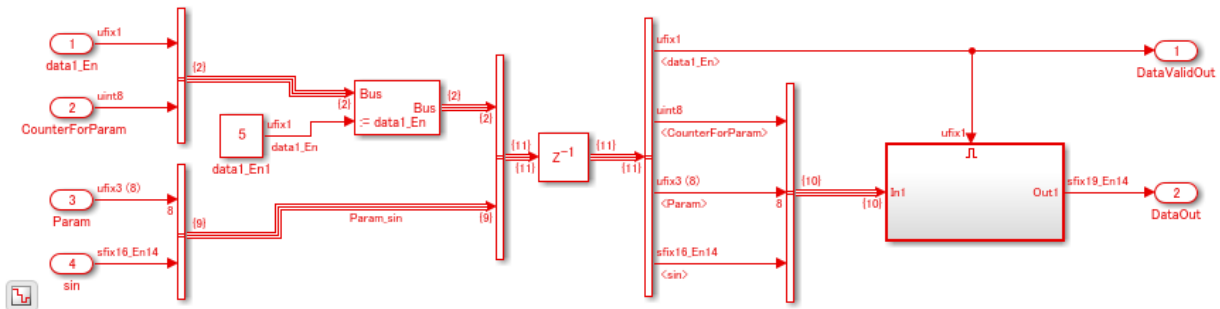 1
ufix1
data1_En
2
uint8
CounterForParam
{2}
5
data1_En1
ufix1
data1_En
{2}
Bus
:= data1_En
Bus
{2}
{2}
3
ufix3 (8)
8
Param
4
sfix16_En14
sin
{9}
Param_sin
{9}
{11}
{11}
Z-1
{11}
{11}
ufix1
<data1_En>
uint8
<CounterForParam>
ufix3 (8)
<Param>
8
sfix16_En14
<sin>
{10}
{10}
ufix1
In1
Out1
sfix19_En14
1
DataValidOut
2
DataOut